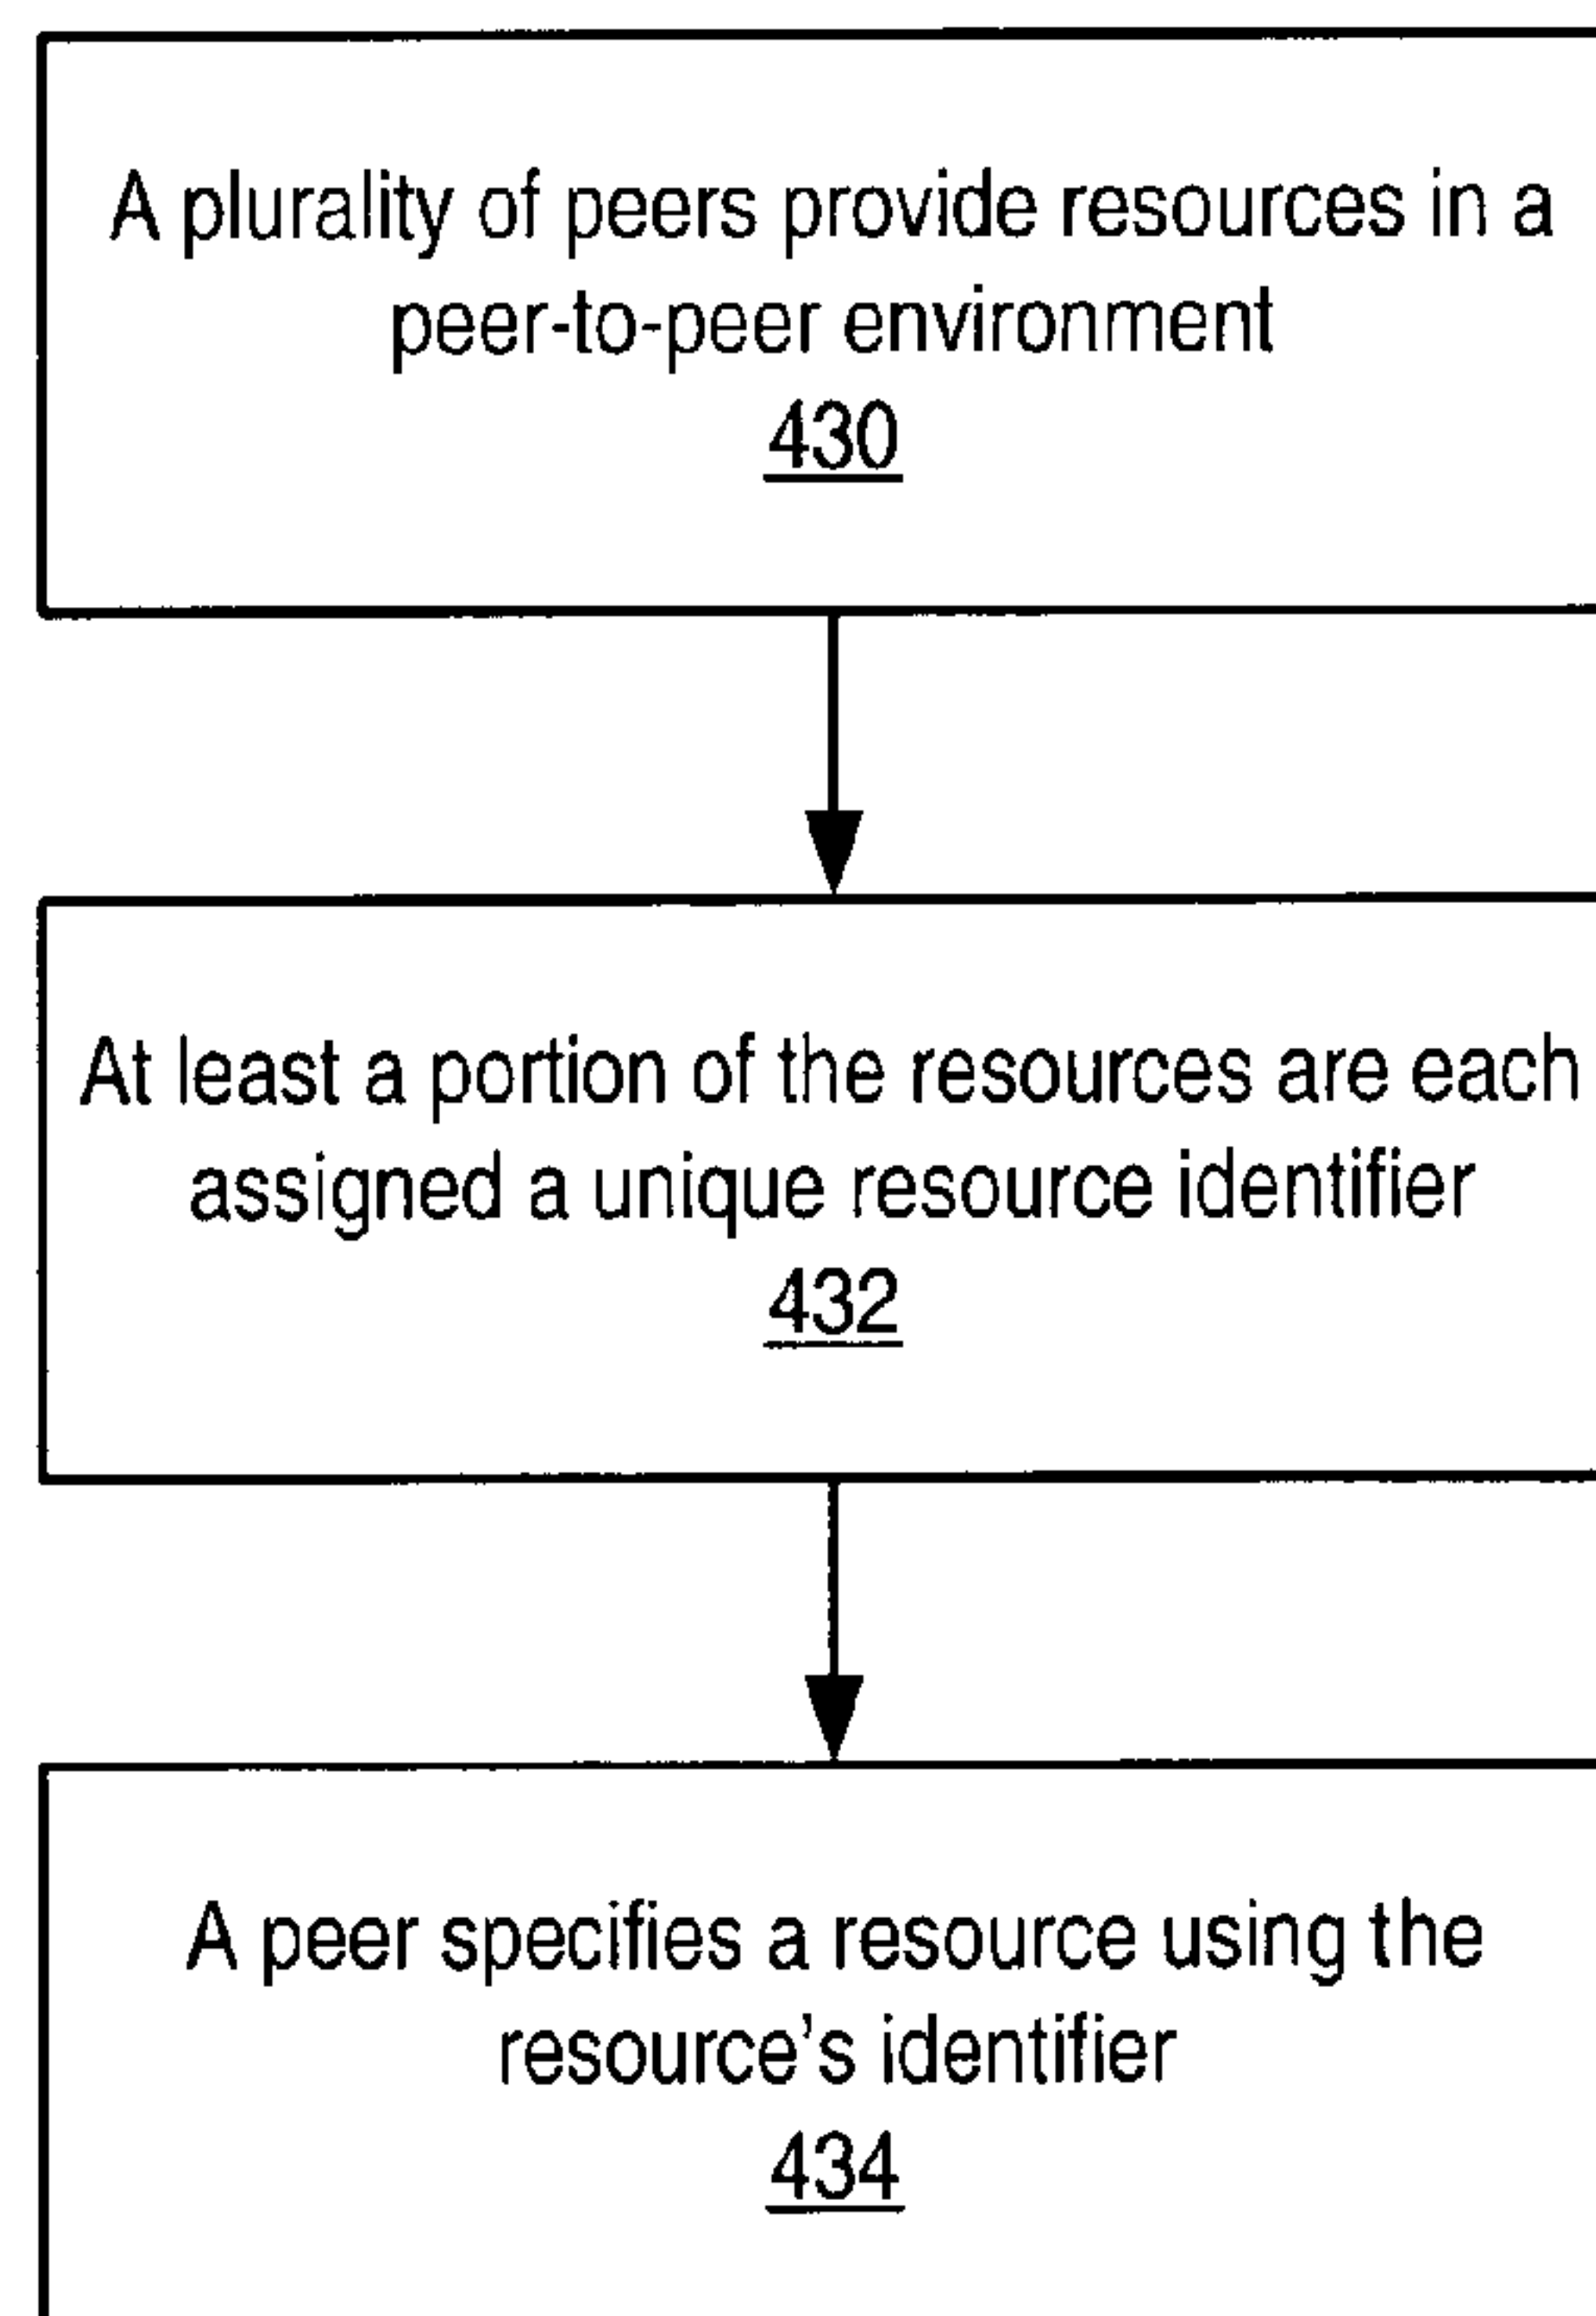 A plurality of peers provide resources in a
peer-to-peer environment
430
At least a portion of the resources are each
assigned a unique resource identifier
432
A peer specifies a resource using the
resource's identifier
434